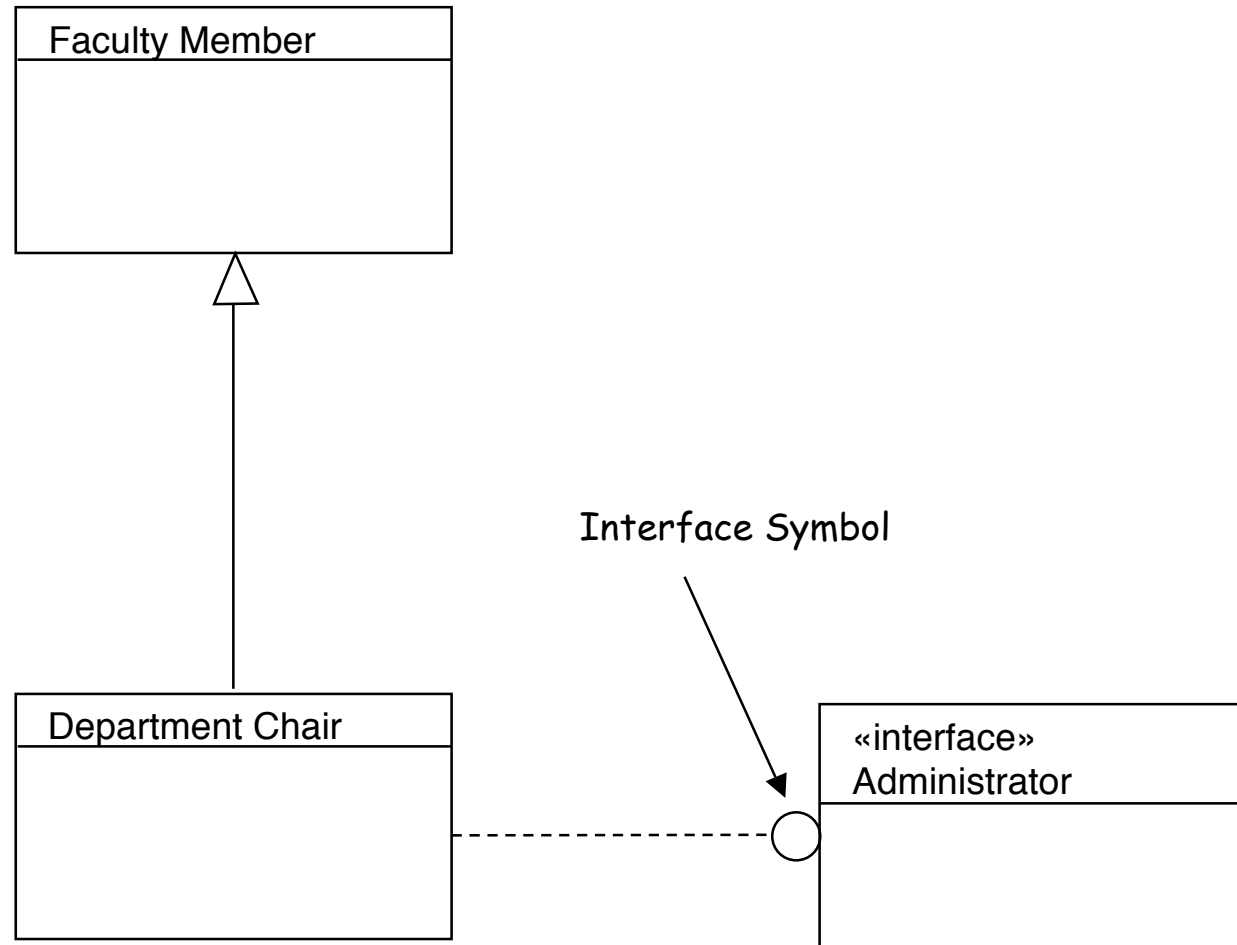 Faculty Member
Interface Symbol
Department Chair
«interface»
Administrator